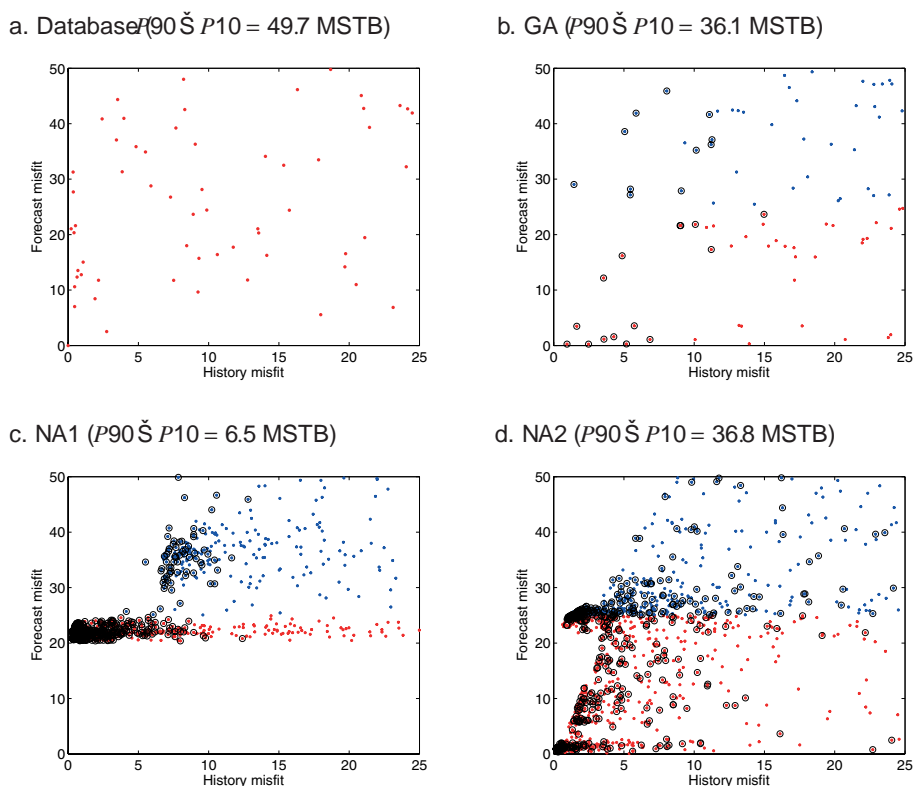 a. Database (P90 Š P10 = 49.7 MSTB)
b. GA (P90 Š P10 = 36.1 MSTB)
50
40
30
20
10
0
Forecast misfit
0 5 10 15 20 25
History misfit
50
40
30
20
10
0
Forecast misfit
0 5 10 15 20 25
History misfit
c. NA1 (P90 Š P10 = 6.5 MSTB)
d. NA2 (P90 Š P10 = 36.8 MSTB)
50
40
30
20
10
0
Forecast misfit
0 5 10 15 20 25
History misfit
50
40
30
20
10
0
Forecast misfit
0 5 10 15 20 25
History misfit